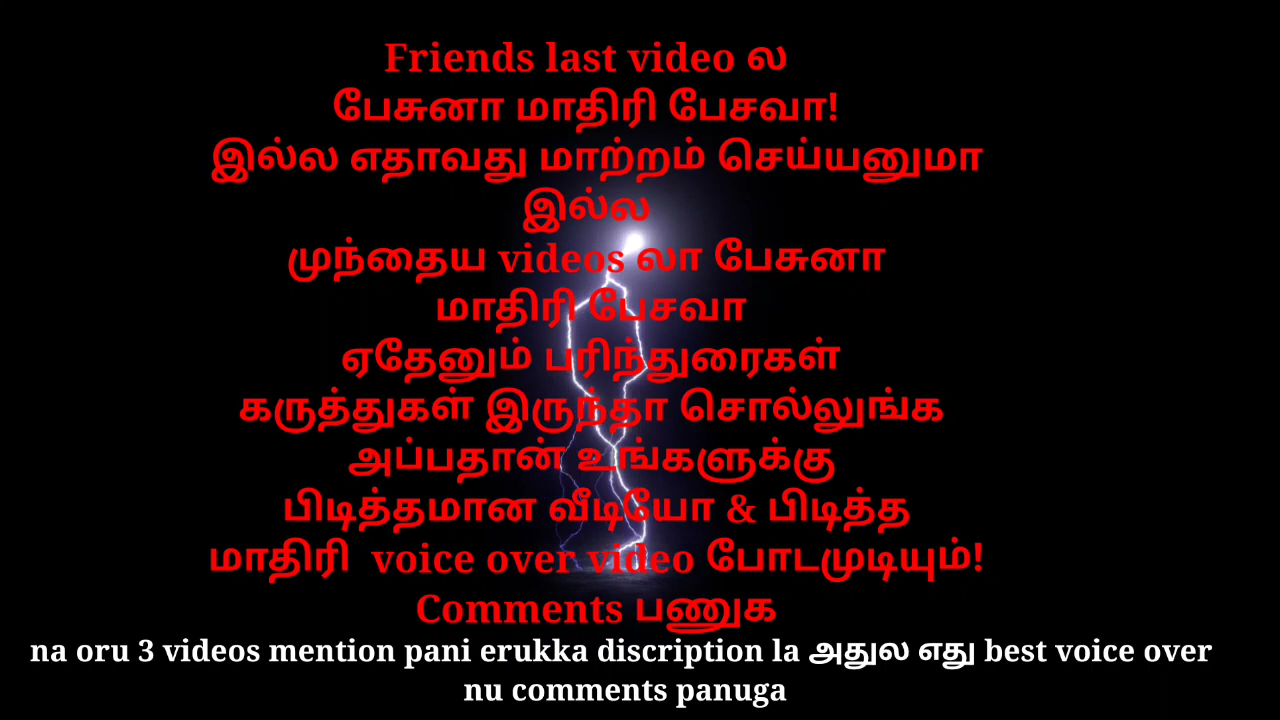 Friends last video ல
பேசுனா மாதிரி பேசவா!
இல்ல எதாவது மாற்றம் செய்யனுமா
இல்ல
முந்தைய videos லா பேசுனா
மாதிரி பேசவா
ஏதேனும் பரிந்துரைகள்
கருத்துகள் இருந்தா சொல்லுங்க
அப்பதான் உங்களுக்கு
பிடித்தமான வீடியோ & பிடித்த
மாதிரி voice over video போடமுடியும்!
Comments பணுக
na oru 3 videos mention pani erukka discription la அதுல எது best voice over
nu comments panuga